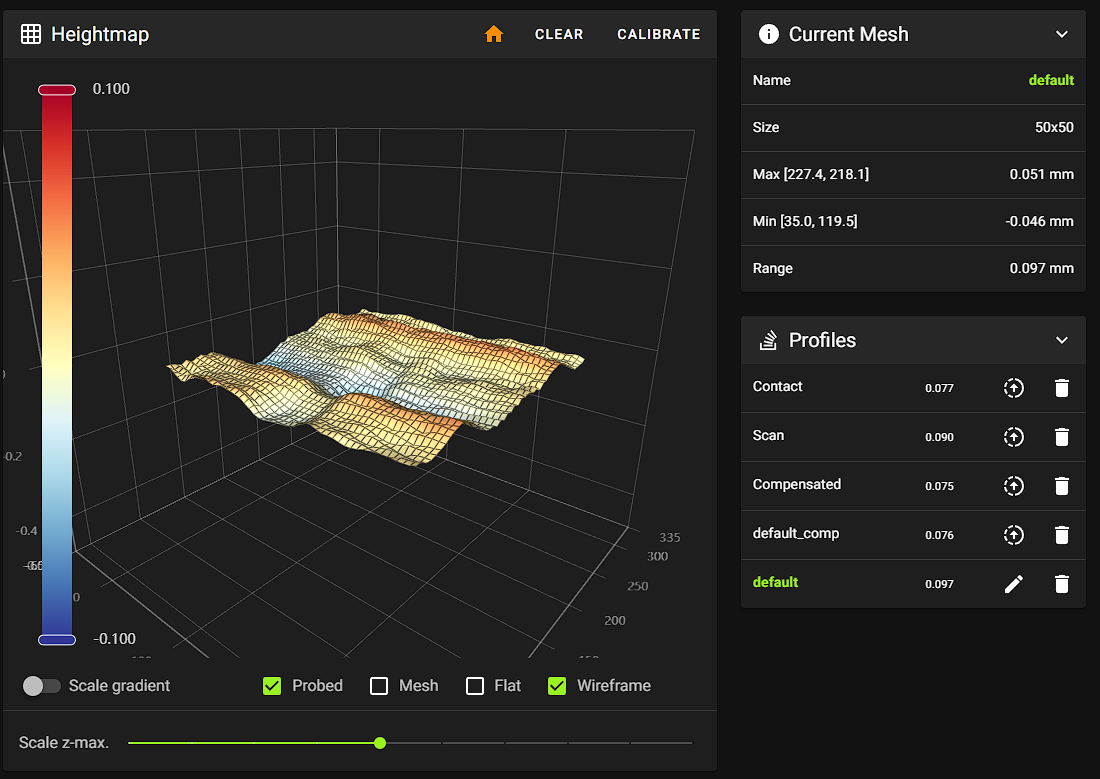 Heightmap
CLEAR
CALIBRATE
0.100
-0.2
-0.4
0
-0.100
335
300
250
200
Scale gradient
Probed
Mesh
Flat
Wireframe
Scale z-max.
Current Mesh
Name default
Size 50x50
Max [227.4, 218.1] 0.051 mm
Min [35.0, 119.5] -0.046 mm
Range 0.097 mm
Profiles
Contact 0.077
Scan 0.090
Compensated 0.075
default_comp 0.076
default 0.097